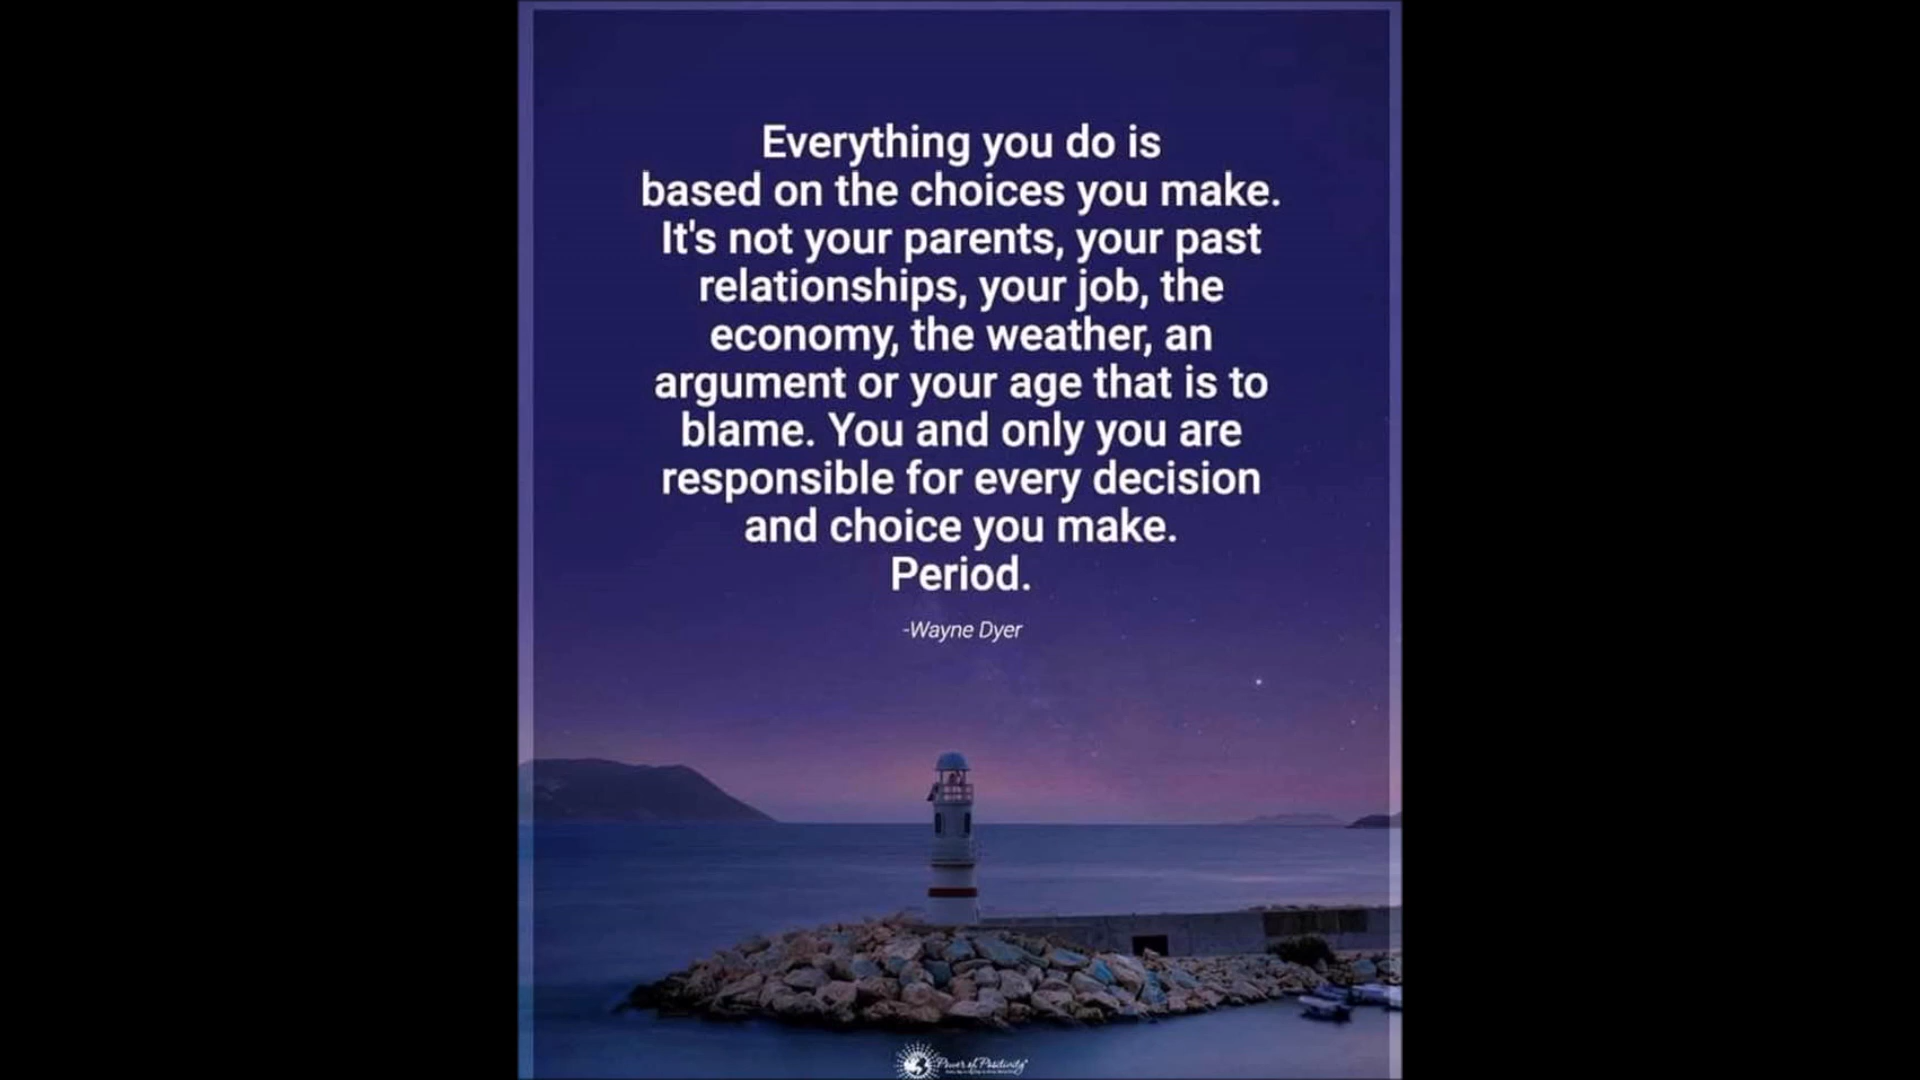 Everything you do is
based on the choices you make.
It's not your parents, your past
relationships, your job, the
economy, the weather, an
argument or your age that is to
blame. You and only you are
responsible for every decision
and choice you make.
Period.
-Wayne Dyer
Power of Positivity